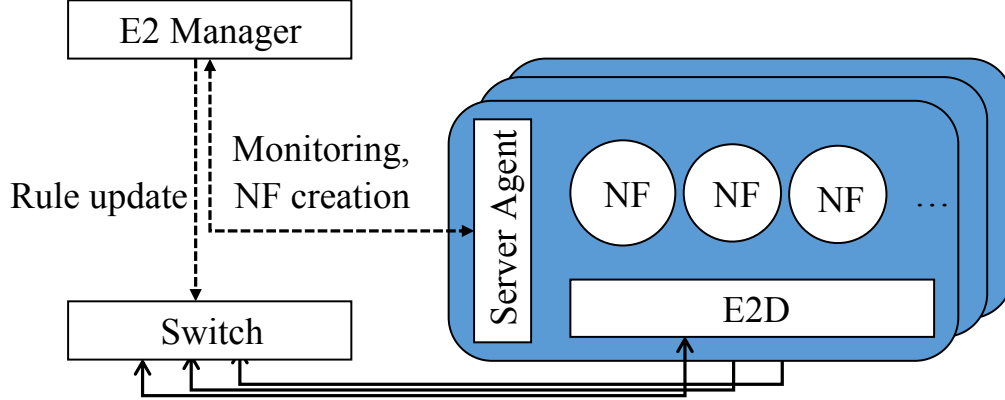 E2 Manager
Monitoring,
NF creation
Rule update
Server Agent
NF
NF
NF
...
E2D
Switch